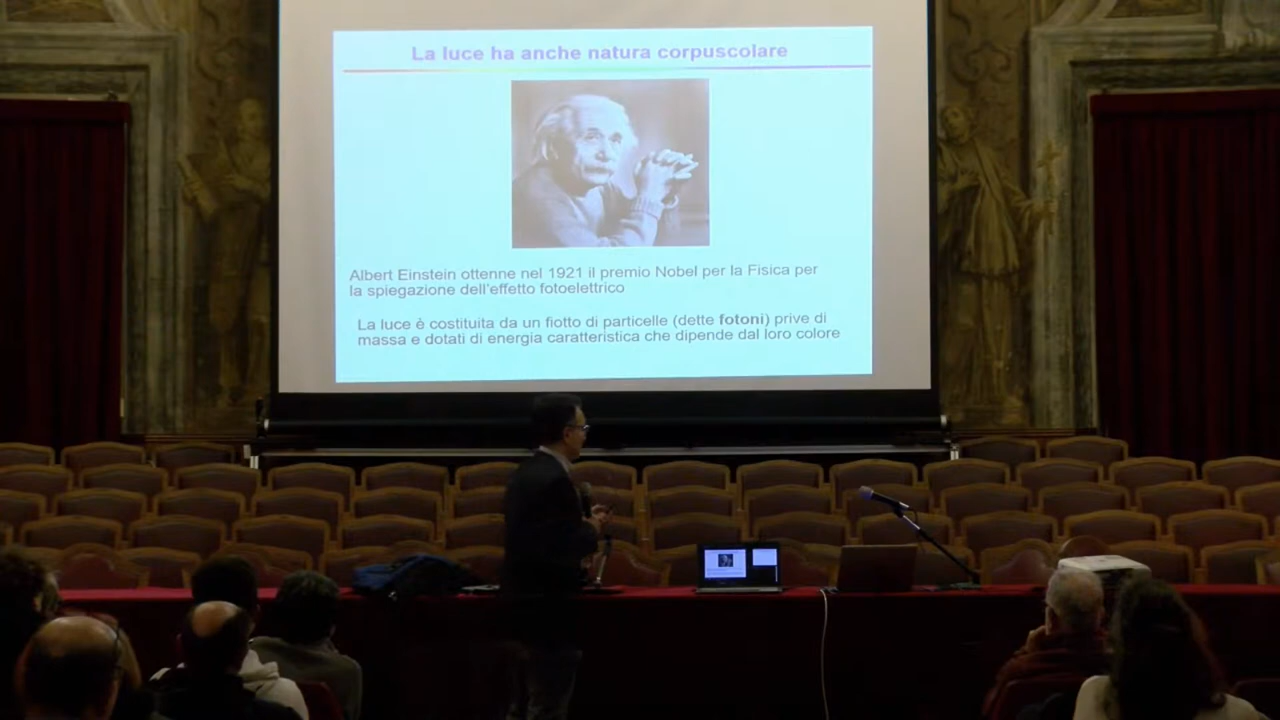 La luce ha anche natura corpuscolare
Albert Einstein ottenne nel 1921 il premio Nobel per la Fisica per
la spiegazione dell'effetto fotoelettrico
La luce è costituita da un fiotto di particelle (dette fotoni) prive di
massa e dotati di energia caratteristica che dipende dal loro colore